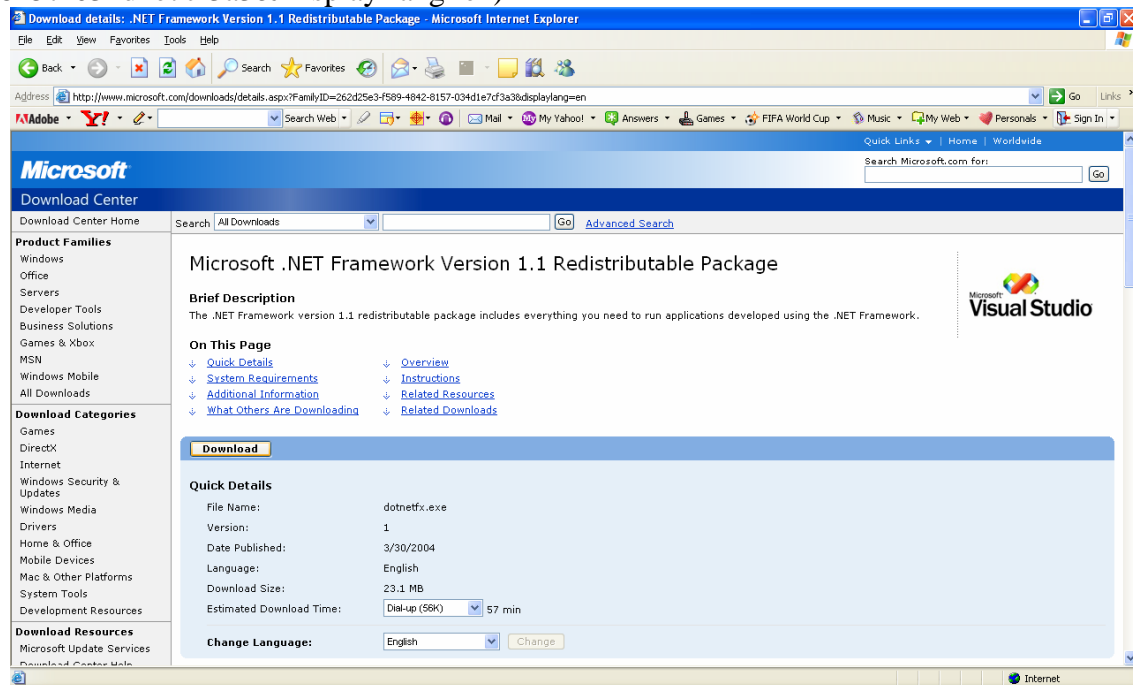 Download details: .NET Framework Version 1.1 Redistributable Package - Microsoft Internet Explorer
File Edit View Favorites Tools Help
Back Search Favorites
Address http://www.microsoft.com/downloads/details.aspx?FamilyID=262d25e3-f589-4842-8157-034d1e7cf3a3&displaylang=en Go Links
Adobe Y! Search Web Mail My Yahoo! Answers Games FIFA World Cup Music My Web Personals Sign In
Quick Links | Home | Worldwide
Microsoft
Search Microsoft.com for:
Go
Download Center
Download Center Home
Search All Downloads Go Advanced Search
Product Families
Windows
Office
Servers
Developer Tools
Business Solutions
Games & Xbox
MSN
Windows Mobile
All Downloads
Download Categories
Games
DirectX
Internet
Windows Security &
Updates
Windows Media
Drivers
Home & Office
Mobile Devices
Mac & Other Platforms
System Tools
Development Resources
Download Resources
Microsoft Update Services
Download Center Help
Microsoft .NET Framework Version 1.1 Redistributable Package
Microsoft
Visual Studio
Brief Description
The .NET Framework version 1.1 redistributable package includes everything you need to run applications developed using the .NET Framework.
On This Page
Quick Details Overview
System Requirements Instructions
Additional Information Related Resources
What Others Are Downloading Related Downloads
Download
Quick Details
File Name: dotnetfx.exe
Version: 1
Date Published: 3/30/2004
Language: English
Download Size: 23.1 MB
Estimated Download Time: Dial-up (56K) 57 min
Change Language: English Change
Internet